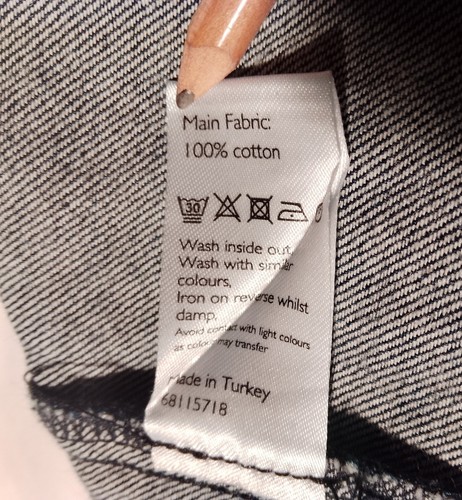 Main Fabric:
100% cotton
30
Wash inside out.
Wash with similar
colours.
Iron on reverse whilst
damp.
Avoid contact with light colours
as colour may transfer
Made in Turkey
68115718